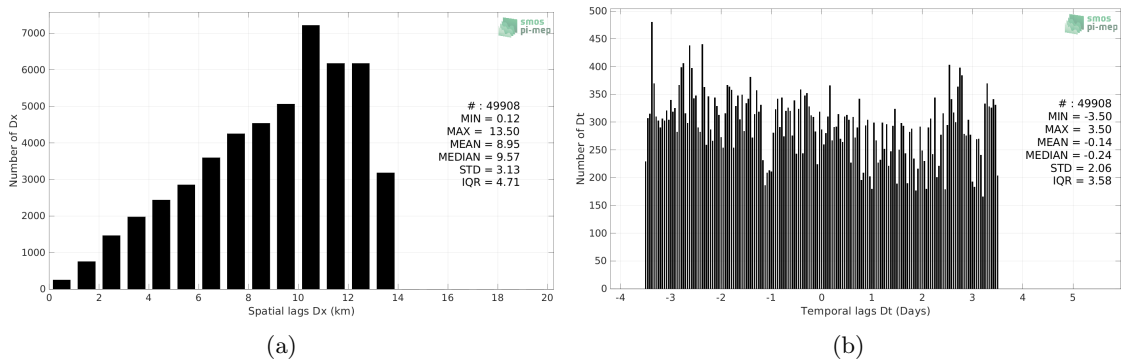 7000
6000
5000
4000
3000
2000
1000
0
Number of Dx
0 2 4 6 8 10 12 14 16 18 20
Spatial lags Dx (km)
smos
pi-mep
# : 49908
MIN = 0.12
MAX = 13.50
MEAN = 8.95
MEDIAN = 9.57
STD = 3.13
IQR = 4.71
(a)
500
450
400
350
300
250
200
150
100
50
0
Number of Dt
-4 -3 -2 -1 0 1 2 3 4 5
Temporal lags Dt (Days)
smos
pi-mep
# : 49908
MIN = -3.50
MAX = 3.50
MEAN = -0.14
MEDIAN = -0.24
STD = 2.06
IQR = 3.58
(b)